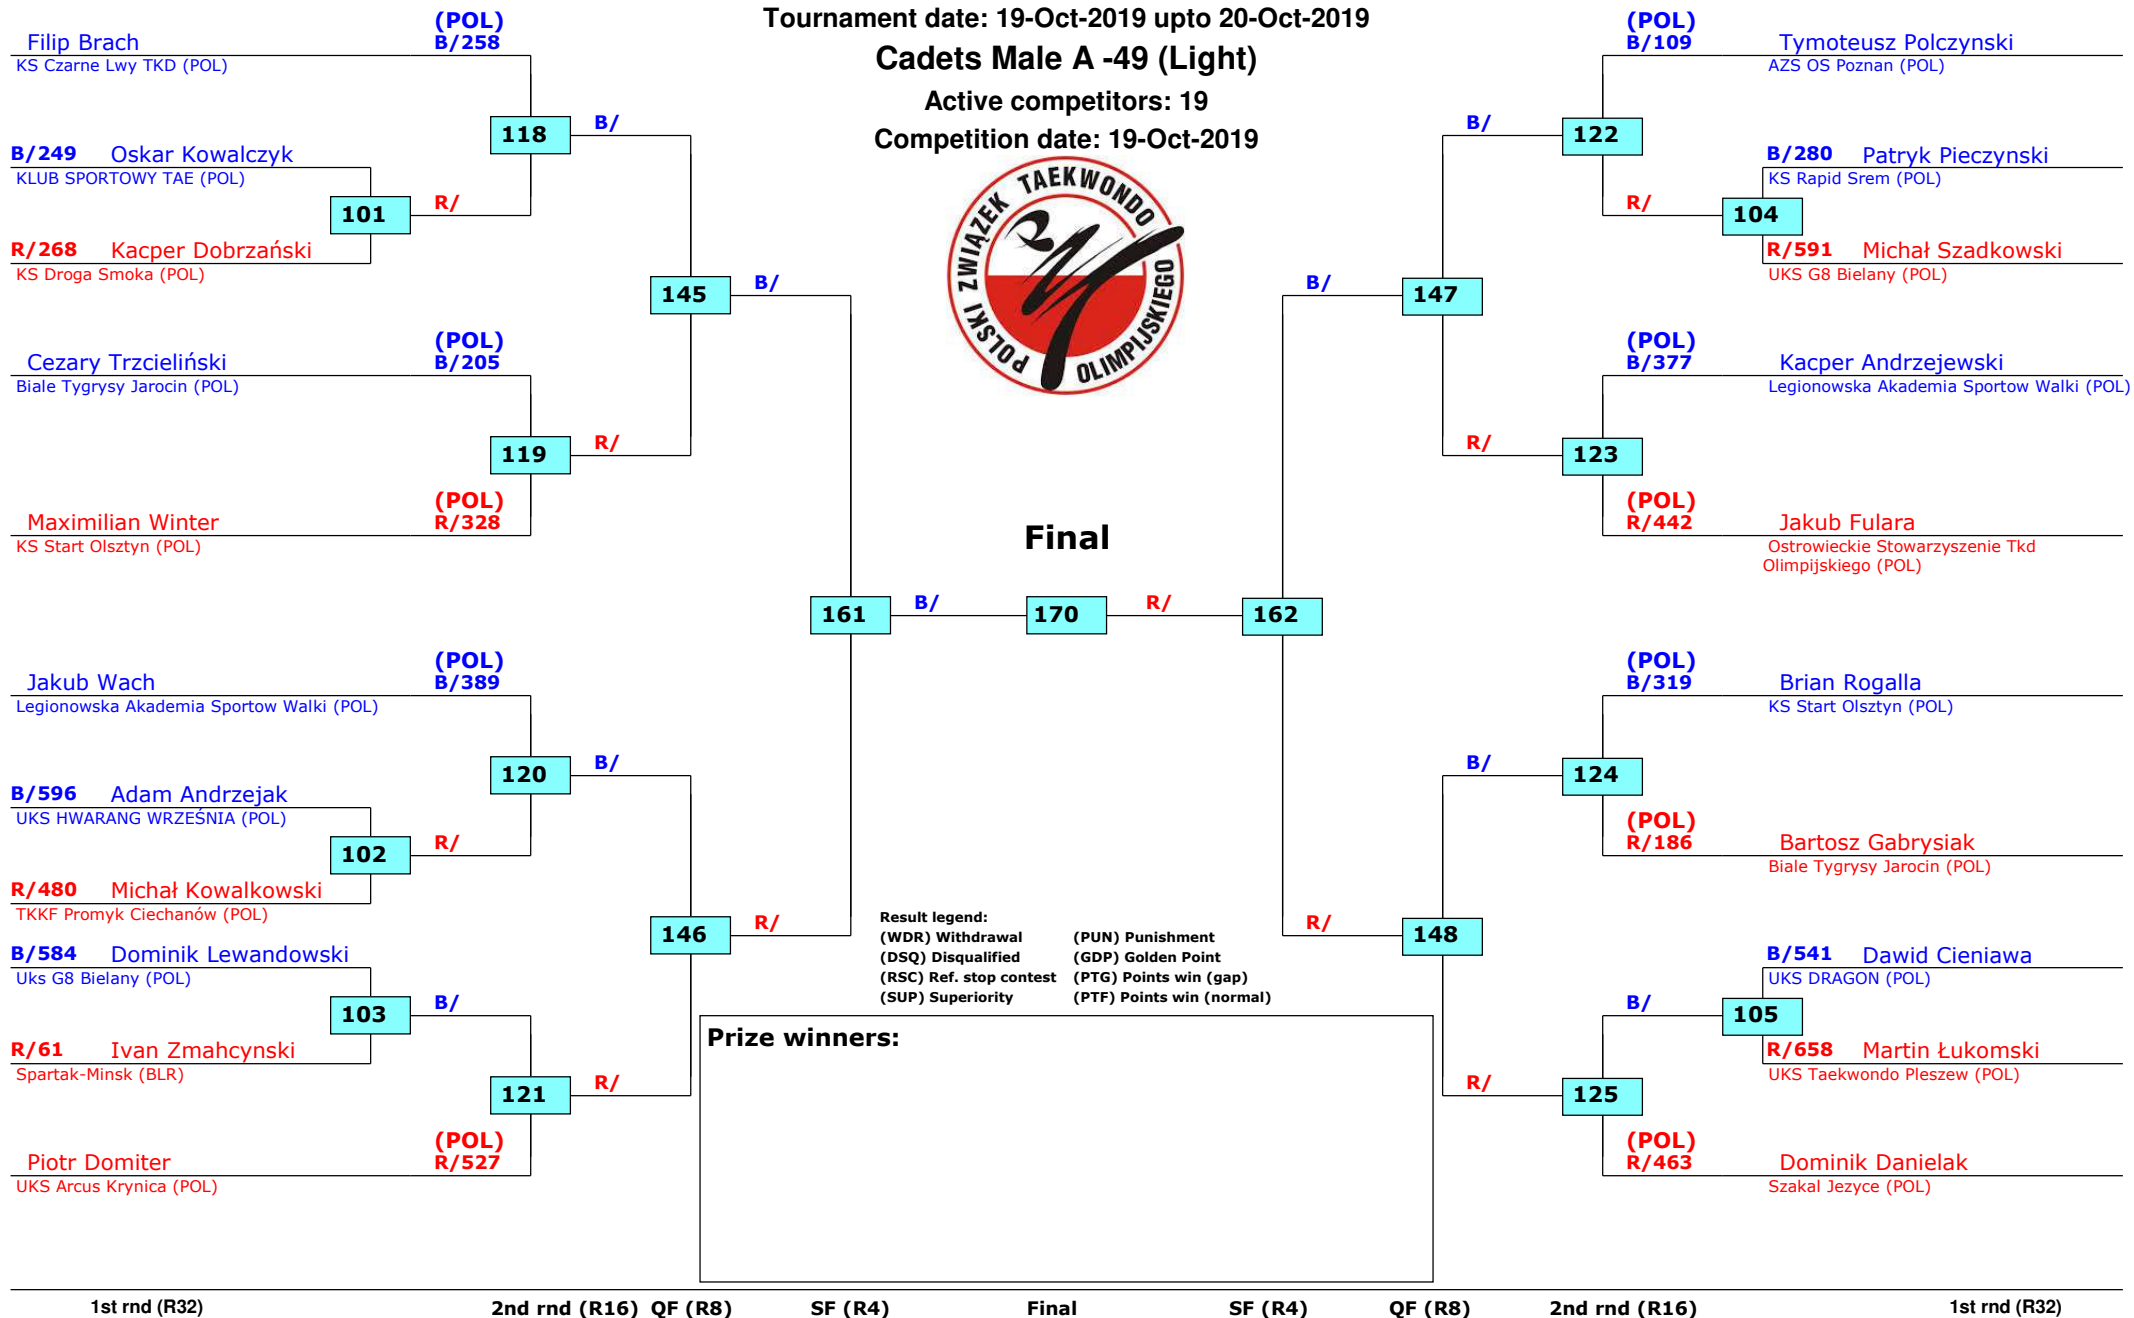 Tournament date: 19-Oct-2019 upto 20-Oct-2019
Cadets Male A -49 (Light)
Active competitors: 19
Competition date: 19-Oct-2019
POLSKI ZWIĄZEK TAEKWONDO OLIMPIJSKIEGO
(POL)
Filip Brach B/258
KS Czarne Lwy TKD (POL)
118 B/
B/249 Oskar Kowalczyk
KLUB SPORTOWY TAE (POL)
101 R/
R/268 Kacper Dobrzański
KS Droga Smoka (POL)
145 B/
(POL)
Cezary Trzcieliński B/205
Biale Tygrysy Jarocin (POL)
119 R/
(POL)
Maximilian Winter R/328
KS Start Olsztyn (POL)
161 B/
(POL)
Jakub Wach B/389
Legionowska Akademia Sportow Walki (POL)
120 B/
B/596 Adam Andrzejak
UKS HWARANG WRZEŚNIA (POL)
102 R/
R/480 Michał Kowalkowski
TKKF Promyk Ciechanów (POL)
146 R/
B/584 Dominik Lewandowski
Uks G8 Bielany (POL)
103 B/
R/61 Ivan Zmahcynski
Spartak-Minsk (BLR)
121 R/
(POL)
Piotr Domiter R/527
UKS Arcus Krynica (POL)
Final
170
(POL)
B/109 Tymoteusz Polczynski
AZS OS Poznan (POL)
B/ 122
B/280 Patryk Pieczynski
KS Rapid Srem (POL)
R/ 104
R/591 Michał Szadkowski
UKS G8 Bielany (POL)
B/ 147
(POL)
B/377 Kacper Andrzejewski
Legionowska Akademia Sportow Walki (POL)
R/ 123
(POL)
R/442 Jakub Fulara
Ostrowieckie Stowarzyszenie Tkd
Olimpijskiego (POL)
R/ 162
(POL)
B/319 Brian Rogalla
KS Start Olsztyn (POL)
B/ 124
(POL)
R/186 Bartosz Gabrysiak
Biale Tygrysy Jarocin (POL)
R/ 148
B/541 Dawid Cieniawa
UKS DRAGON (POL)
B/ 105
R/658 Martin Łukomski
UKS Taekwondo Pleszew (POL)
R/ 125
(POL)
R/463 Dominik Danielak
Szakal Jezyce (POL)
Result legend:
(WDR) Withdrawal (PUN) Punishment
(DSQ) Disqualified (GDP) Golden Point
(RSC) Ref. stop contest (PTG) Points win (gap)
(SUP) Superiority (PTF) Points win (normal)
Prize winners:
1st rnd (R32) 2nd rnd (R16) QF (R8) SF (R4) Final SF (R4) QF (R8) 2nd rnd (R16) 1st rnd (R32)